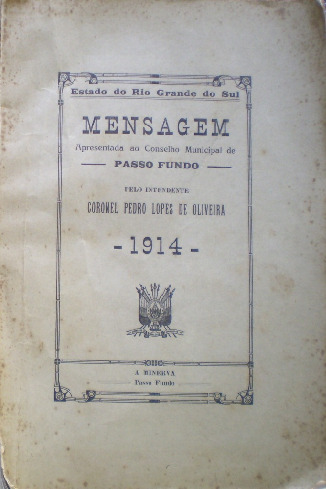 Estado do Rio Grande do Sul
MENSAGEM
Apresentada ao Conselho Municipal de
PASSO FUNDO
PELO INTENDENTE
CORONEL PEDRO LOPES DE OLIVEIRA
- 1914 -
A MINERVA
Passo Fundo